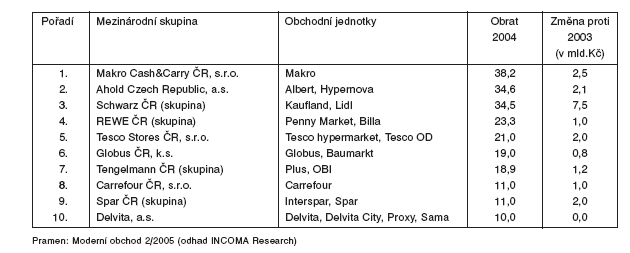 Pořadí Mezinárodní skupina Obchodní jednotky Obrat Změna proti
2004 2003
(v mld.Kč)
1. Makro Cash&Carry ČR, s.r.o. Makro 38,2 2,5
2. Ahold Czech Republic, a.s. Albert, Hypernova 34,6 2,1
3. Schwarz ČR (skupina) Kaufland, Lidl 34,5 7,5
4. REWE ČR (skupina) Penny Market, Billa 23,3 1,0
5. Tesco Stores ČR, s.r.o. Tesco hypermarket, Tesco OD 21,0 2,0
6. Globus ČR, k.s. Globus, Baumarkt 19,0 0,8
7. Tengelmann ČR (skupina) Plus, OBI 18,9 1,2
8. Carrefour ČR, s.r.o. Carrefour 11,0 1,0
9. Spar ČR (skupina) Interspar, Spar 11,0 2,0
10. Delvita, a.s. Delvita, Delvita City, Proxy, Sama 10,0 0,0
Pramen: Moderní obchod 2/2005 (odhad INCOMA Research)